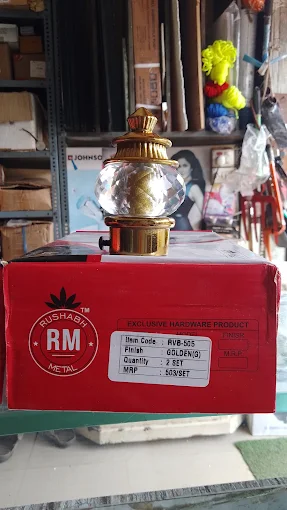 JOHNSO
RUSHABH
TM
RM
METAL
EXCLUSIVE HARDWARE PRODUCT
Item Code : RVB-505
Finish : GOLDEN(S)
Quantity : 2 SET
MRP : 503/SET
M.R.P.